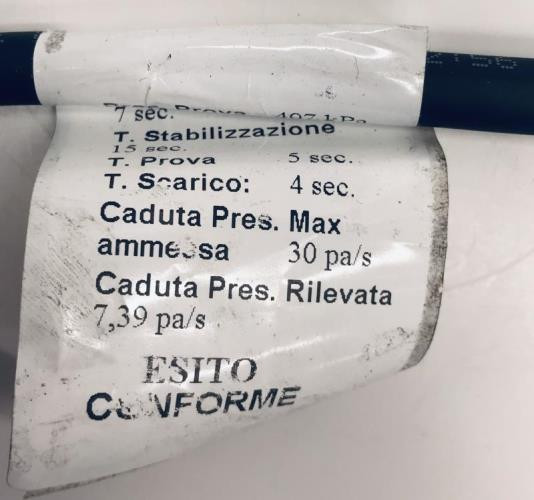 7 sec.
T. Stabilizzazione
15 sec.
T. Prova 5 sec.
T. Scarico: 4 sec.
Caduta Pres. Max
ammessa 30 pa/s
Caduta Pres. Rilevata
7,39 pa/s
ESITO
CONFORME